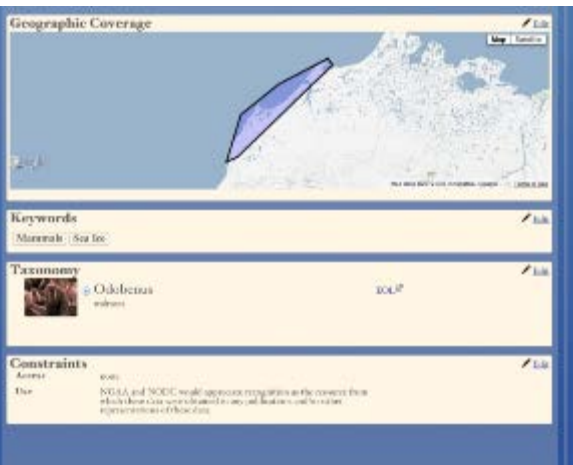 Geographic Coverage
Edit
Map Satellite
Keywords
Edit
Mammals Sea Ice
Taxonomy
Edit
Odobenus
EOL
walruses
Constraints
Edit
Access none
Use NOAA and NODC would appreciate recognition as the resource from
which these data were obtained in any publications and/or other
representations of these data.